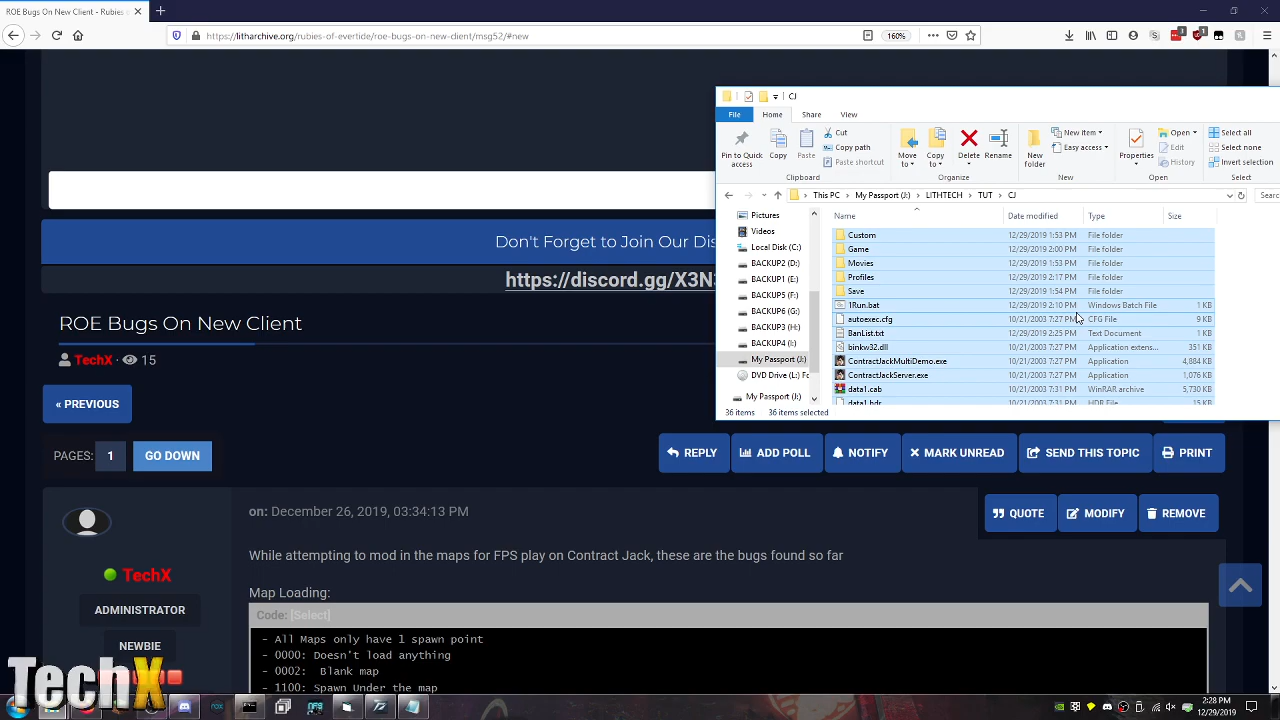 ROE Bugs On New Client - Rubies of
https://litharchive.org/rubies-of-evertide/roe-bugs-on-new-client/msg52/#new
160%
CJ
File Home Share View
Pin to Quick access
Copy
Paste
Cut
Copy path
Paste shortcut
Move to
Copy to
Delete
Rename
New folder
New item
Easy access
Properties
Open
Edit
History
Select all
Select none
Invert selection
Clipboard Organize New Open Select
This PC My Passport (J:) LITHTECH TUT CJ
Sear
Name Date modified Type Size
Pictures
Videos
Local Disk (C:)
BACKUP2 (D:)
BACKUP1 (E:)
BACKUP5 (F:)
BACKUP6 (G:)
BACKUP3 (H:)
BACKUP4 (I:)
My Passport (J:)
DVD Drive (L:) Fo
My Passport (J:)
Custom 12/29/2019 1:53 PM File folder
Game 12/29/2019 2:00 PM File folder
Movies 12/29/2019 1:53 PM File folder
Profiles 12/29/2019 2:17 PM File folder
Save 12/29/2019 1:54 PM File folder
1Run.bat 12/29/2019 2:10 PM Windows Batch File 1 KB
autoexec.cfg 10/21/2003 7:27 PM CFG File 9 KB
BanList.txt 12/29/2019 2:25 PM Text Document 1 KB
binkw32.dll 10/21/2003 7:27 PM Application extens... 351 KB
ContractJackMultiDemo.exe 10/21/2003 7:27 PM Application 4,884 KB
ContractJackServer.exe 10/21/2003 7:27 PM Application 1,076 KB
data1.cab 10/21/2003 7:31 PM WinRAR archive 5,730 KB
data1.hdr 10/21/2003 7:31 PM HDR File 15 KB
36 items 36 items selected
Don't Forget to Join Our Dis
https://discord.gg/X3N
ROE Bugs On New Client
TechX 15
« PREVIOUS
PAGES: 1 GO DOWN
REPLY ADD POLL NOTIFY MARK UNREAD SEND THIS TOPIC PRINT
on: December 26, 2019, 03:34:13 PM
QUOTE MODIFY REMOVE
TechX
ADMINISTRATOR
NEWBIE
While attempting to mod in the maps for FPS play on Contract Jack, these are the bugs found so far
Map Loading:
Code: [Select]
- All Maps only have 1 spawn point
- 0000: Doesn't load anything
- 0002: Blank map
- 1100: Spawn Under the map
TechX
2:28 PM
12/29/2019